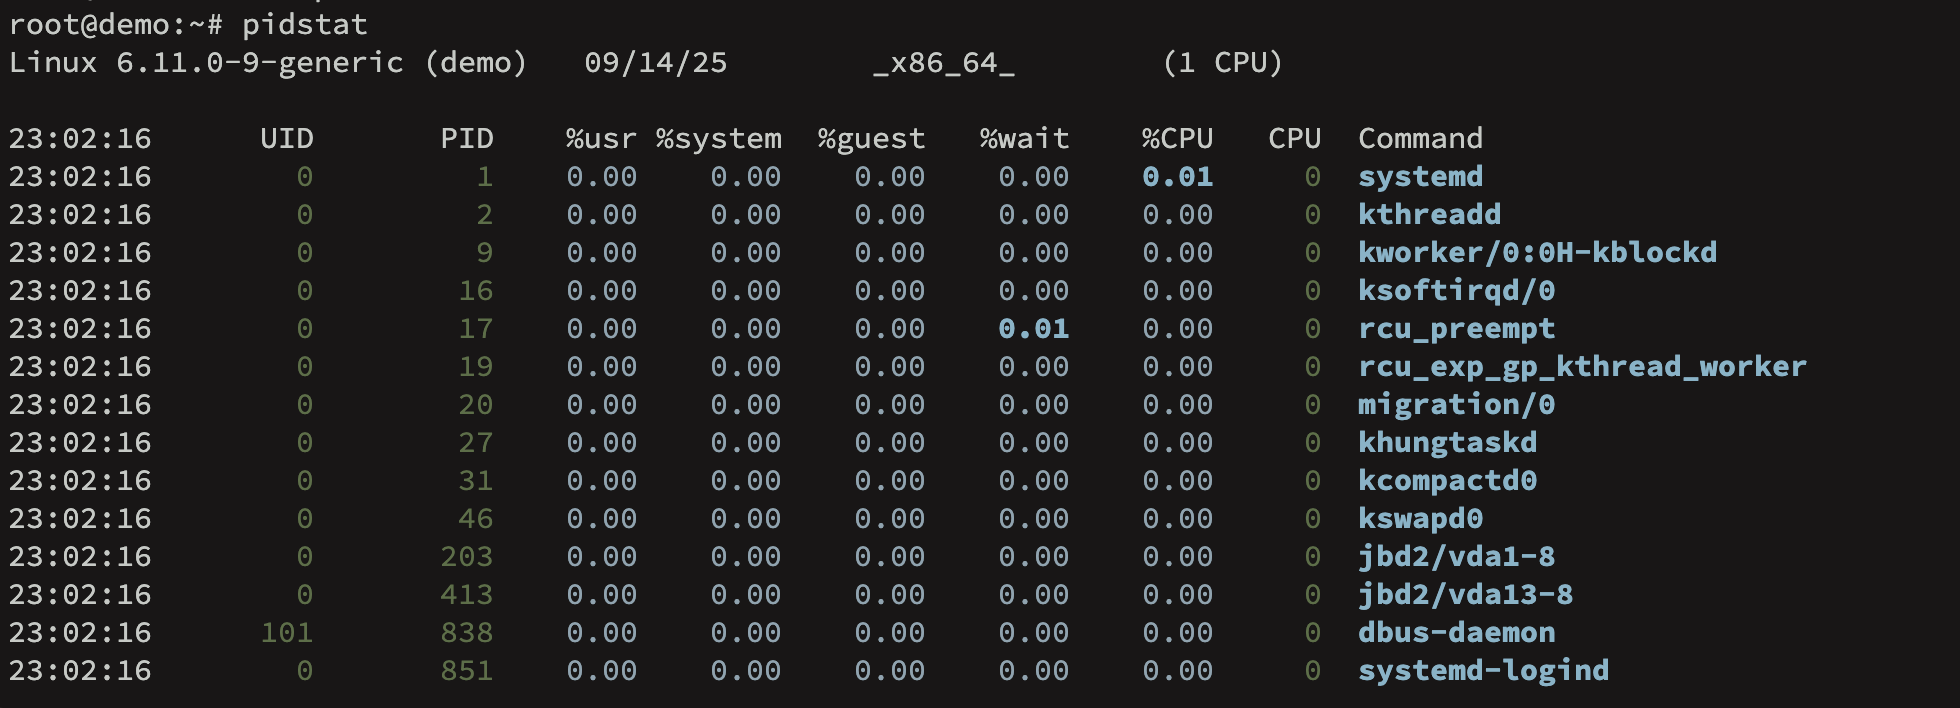 root@demo:~# pidstat
Linux 6.11.0-9-generic (demo)   09/14/25        _x86_64_        (1 CPU)

23:02:16      UID       PID    %usr %system  %guest   %wait    %CPU   CPU  Command
23:02:16        0         1    0.00    0.00    0.00    0.00    0.01     0  systemd
23:02:16        0         2    0.00    0.00    0.00    0.00    0.00     0  kthreadd
23:02:16        0         9    0.00    0.00    0.00    0.00    0.00     0  kworker/0:0H-kblockd
23:02:16        0        16    0.00    0.00    0.00    0.00    0.00     0  ksoftirqd/0
23:02:16        0        17    0.00    0.00    0.00    0.01    0.00     0  rcu_preempt
23:02:16        0        19    0.00    0.00    0.00    0.00    0.00     0  rcu_exp_gp_kthread_worker
23:02:16        0        20    0.00    0.00    0.00    0.00    0.00     0  migration/0
23:02:16        0        27    0.00    0.00    0.00    0.00    0.00     0  khungtaskd
23:02:16        0        31    0.00    0.00    0.00    0.00    0.00     0  kcompactd0
23:02:16        0        46    0.00    0.00    0.00    0.00    0.00     0  kswapd0
23:02:16        0       203    0.00    0.00    0.00    0.00    0.00     0  jbd2/vda1-8
23:02:16        0       413    0.00    0.00    0.00    0.00    0.00     0  jbd2/vda13-8
23:02:16      101       838    0.00    0.00    0.00    0.00    0.00     0  dbus-daemon
23:02:16        0       851    0.00    0.00    0.00    0.00    0.00     0  systemd-logind